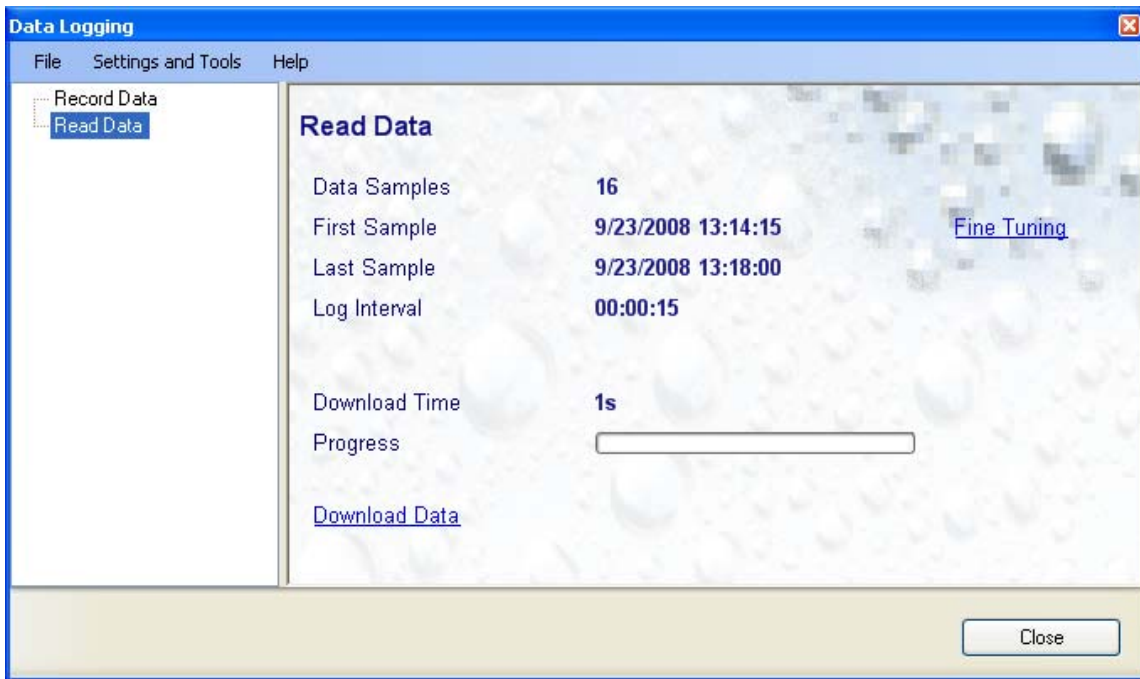 Data Logging
File Settings and Tools Help
Record Data
Read Data
Read Data
Data Samples 16
First Sample 9/23/2008 13:14:15 Fine Tuning
Last Sample 9/23/2008 13:18:00
Log Interval 00:00:15
Download Time 1s
Progress
Download Data
Close